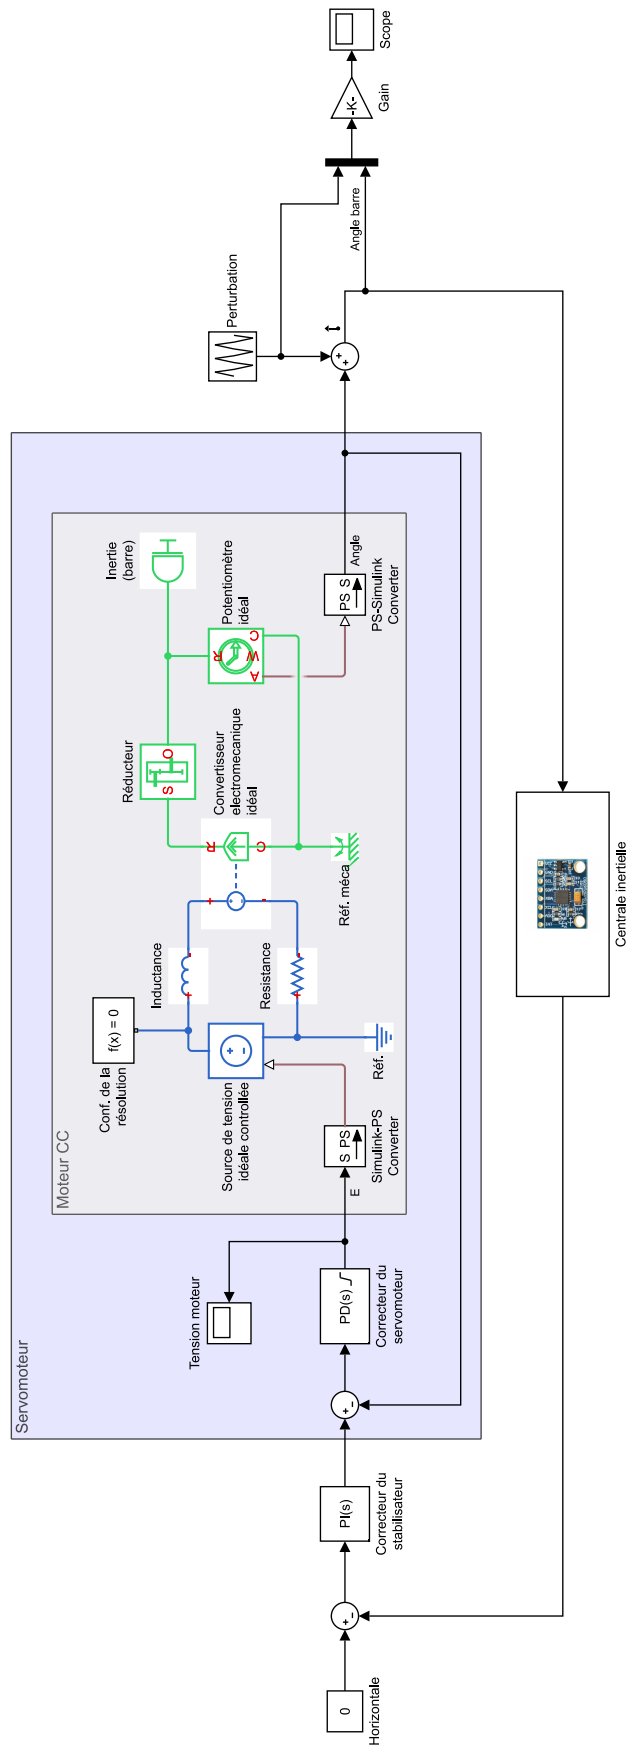 Servomoteur
Moteur CC
Horizontale
0
+
-
PI(s)
Correcteur du
stabilisateur
+
-
PD(s)
Correcteur du
servomoteur
Tension moteur
E
S PS
Simulink-PS
Converter
f(x) = 0
Conf. de la
résolution
Source de tension
idéale controllée
Réf.
Inductance
Resistance
Convertisseur
electromecanique
idéal
R
C
Réf. méca
Réducteur
S
O
Inertie
(barre)
Potentiomètre
idéal
R
W
A
C
PS S
PS-Simulink
Converter
Angle
Perturbation
+
+
Angle barre
-K-
Gain
Scope
Centrale inertielle